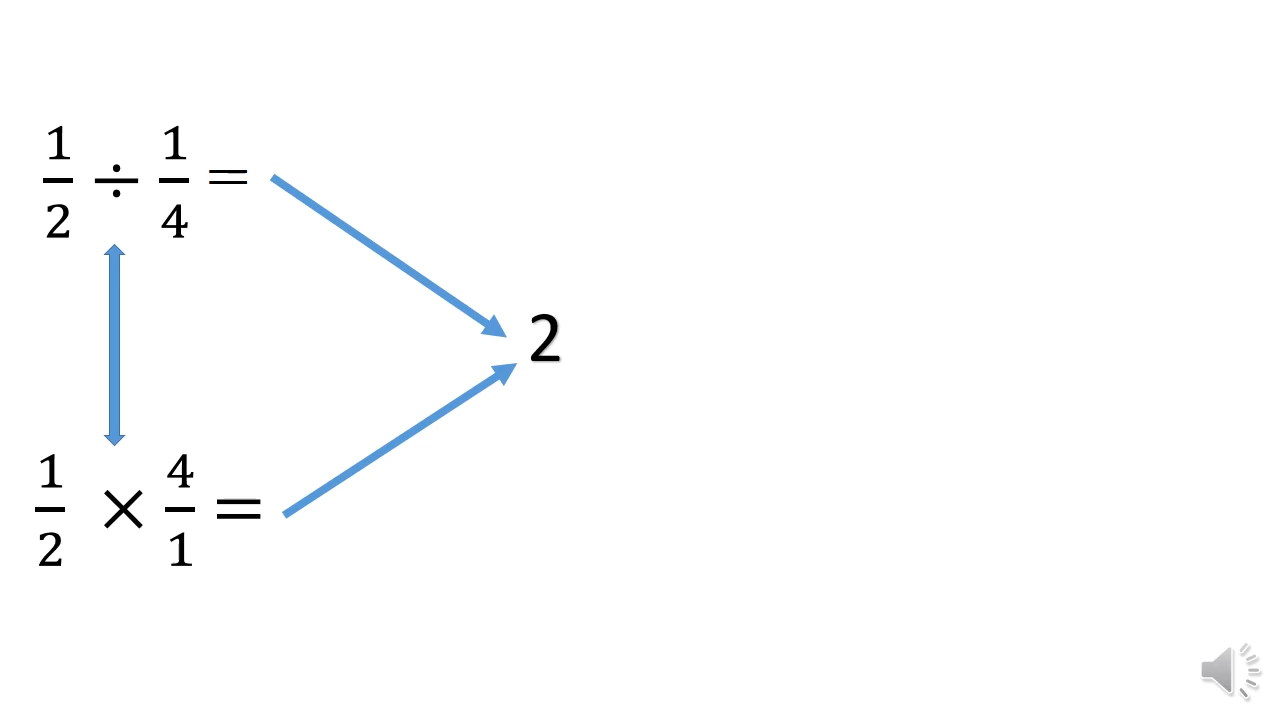 1/2 ÷ 1/4 =
2
1/2 × 4/1 =